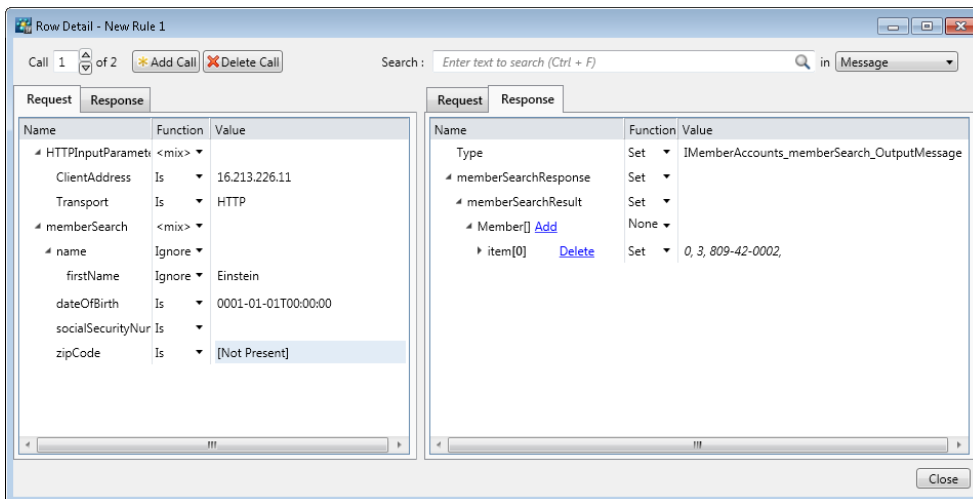 Row Detail - New Rule 1
Call 1 of 2 Add Call Delete Call Search : Enter text to search (Ctrl + F) in Message
Request Response
Name Function Value
HTTPInputParamete <mix>
ClientAddress Is 16.213.226.11
Transport Is HTTP
memberSearch <mix>
name Ignore
firstName Ignore Einstein
dateOfBirth Is 0001-01-01T00:00:00
socialSecurityNur Is
zipCode Is [Not Present]
Request Response
Name Function Value
Type Set IMemberAccounts_memberSearch_OutputMessage
memberSearchResponse Set
memberSearchResult Set
Member[] Add None
item[0] Delete Set 0, 3, 809-42-0002,
Close